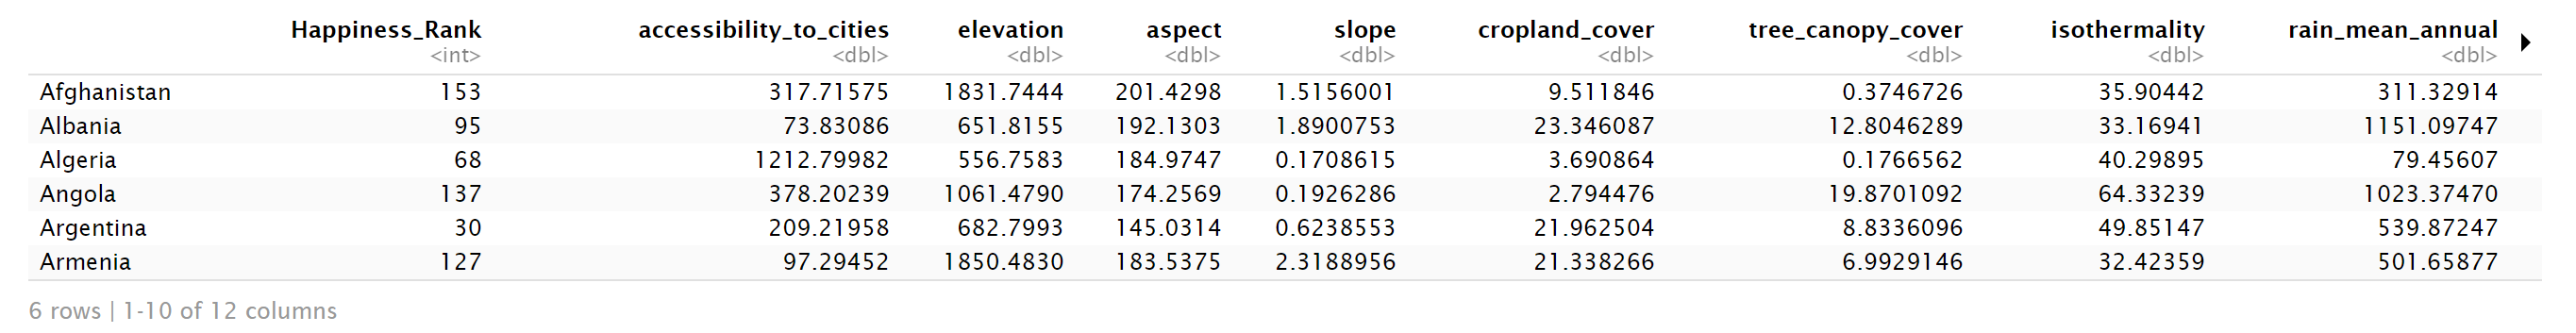 Happiness_Rank accessibility_to_cities elevation aspect slope cropland_cover tree_canopy_cover isothermality rain_mean_annual
<int> <dbl> <dbl> <dbl> <dbl> <dbl> <dbl> <dbl> <dbl>
Afghanistan 153 317.71575 1831.7444 201.4298 1.5156001 9.511846 0.3746726 35.90442 311.32914
Albania 95 73.83086 651.8155 192.1303 1.8900753 23.346087 12.8046289 33.16941 1151.09747
Algeria 68 1212.79982 556.7583 184.9747 0.1708615 3.690864 0.1766562 40.29895 79.45607
Angola 137 378.20239 1061.4790 174.2569 0.1926286 2.794476 19.8701092 64.33239 1023.37470
Argentina 30 209.21958 682.7993 145.0314 0.6238553 21.962504 8.8336096 49.85147 539.87247
Armenia 127 97.29452 1850.4830 183.5375 2.3188956 21.338266 6.9929146 32.42359 501.65877
6 rows | 1-10 of 12 columns